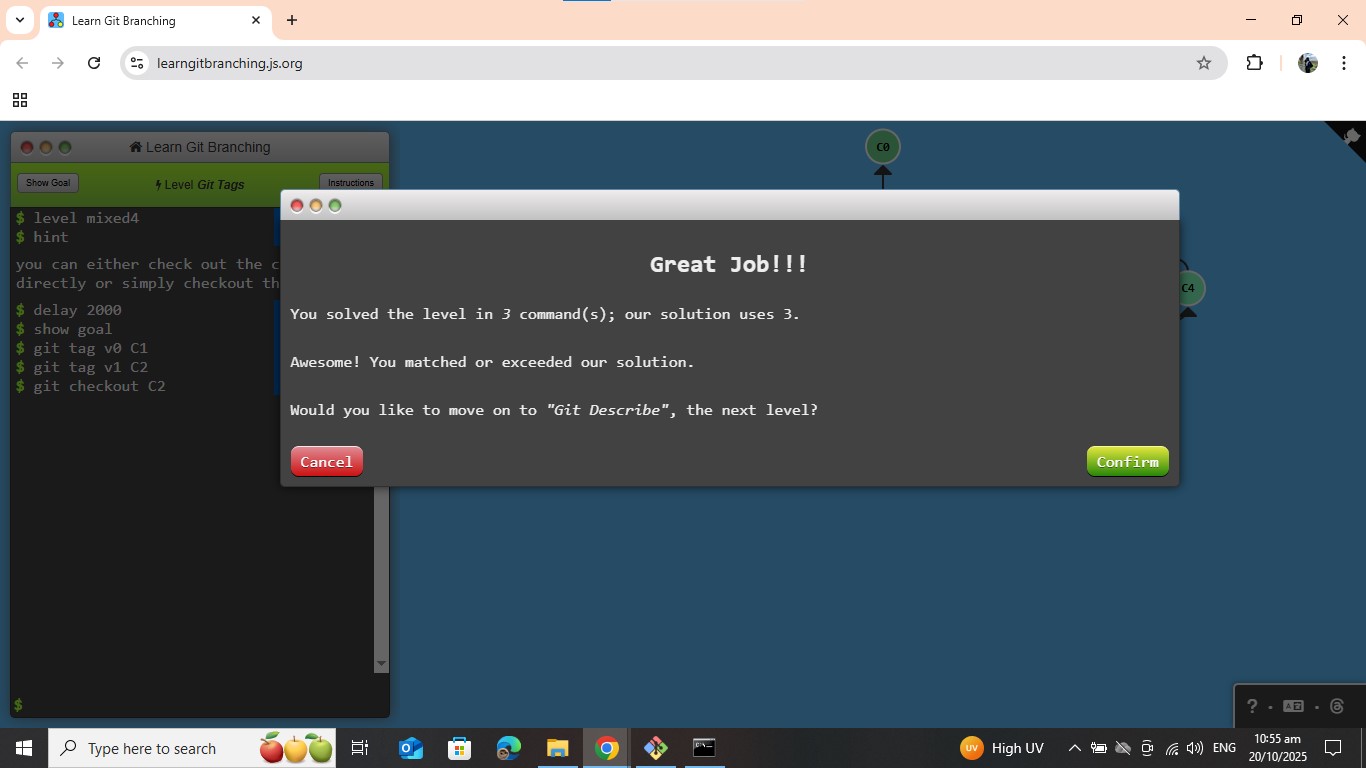 Learn Git Branching
learngitbranching.js.org
Learn Git Branching
Show Goal
Level Git Tags
Instructions
$ level mixed4
$ hint
you can either check out the c
directly or simply checkout th
$ delay 2000
$ show goal
$ git tag v0 C1
$ git tag v1 C2
$ git checkout C2
$
C0
C4
Great Job!!!
You solved the level in 3 command(s); our solution uses 3.
Awesome! You matched or exceeded our solution.
Would you like to move on to "Git Describe", the next level?
Cancel
Confirm
?
Type here to search
UV
High UV
ENG
10:55 am
20/10/2025